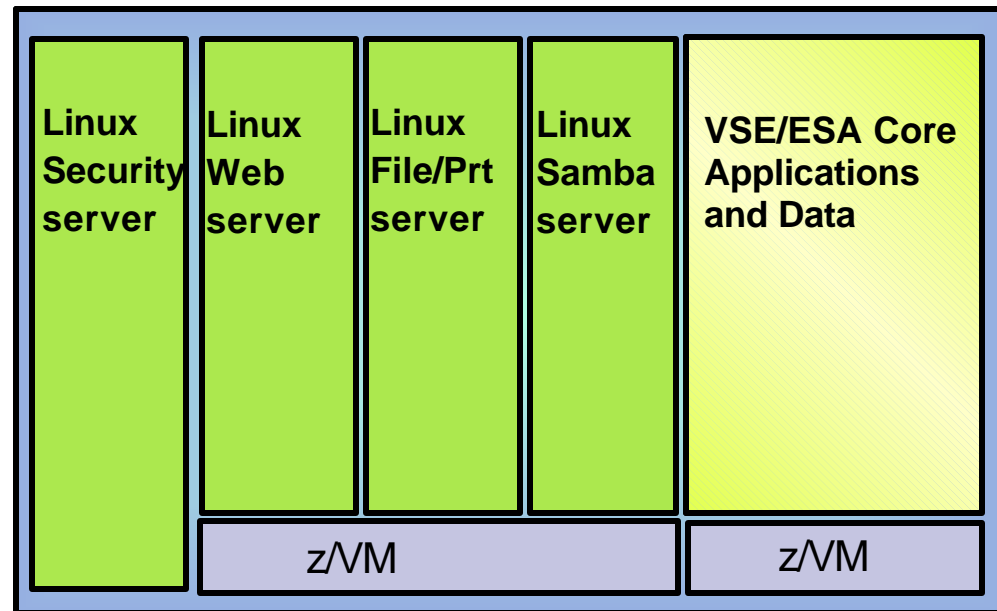 Linux
Security
server
Linux
Web
server
Linux
File/Prt
server
Linux
Samba
server
VSE/ESA Core
Applications
and Data
z/VM
z/VM